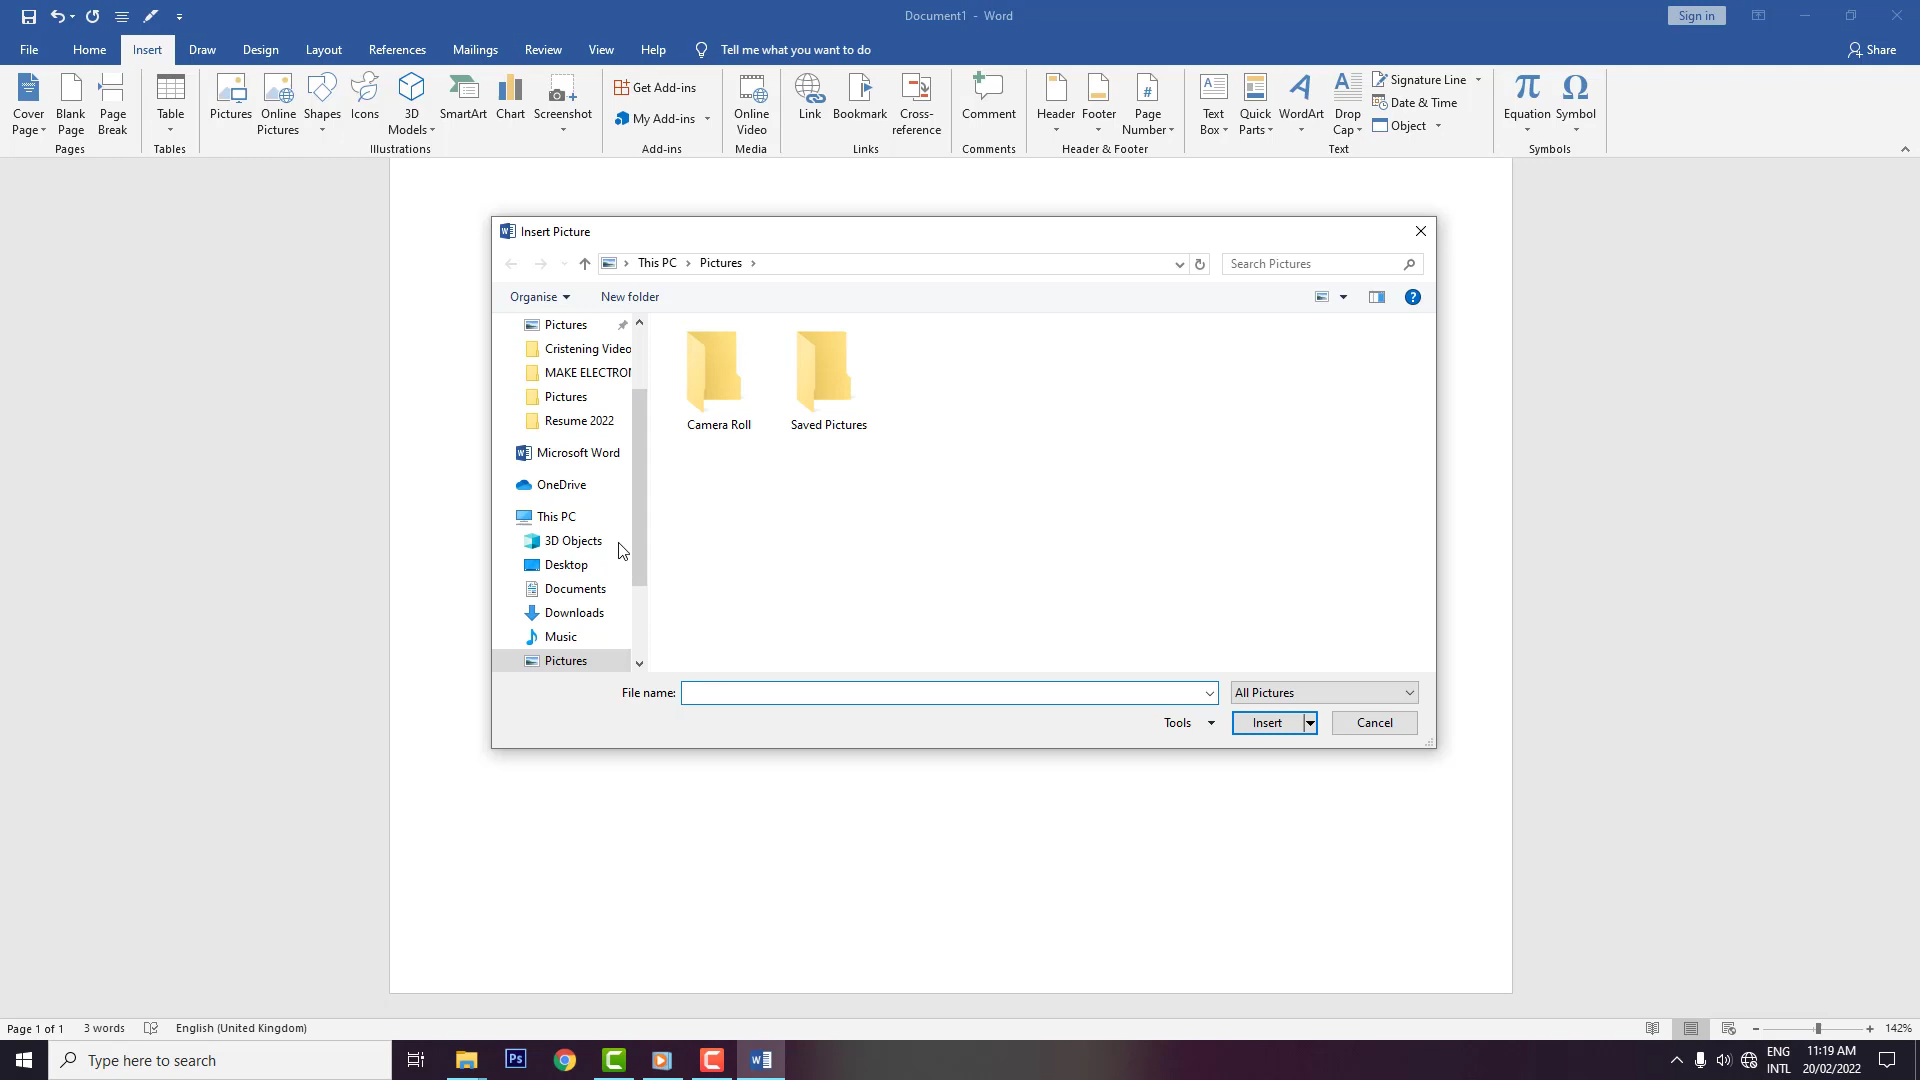 Document1 - Word
Sign in
File Home Insert Draw Design Layout References Mailings Review View Help Tell me what you want to do Share
Cover Page
Blank Page
Page Break
Pages
Table
Tables
Pictures
Online Pictures
Shapes
Icons
3D Models
SmartArt
Chart
Screenshot
Illustrations
Get Add-ins
My Add-ins
Add-ins
Online Video
Media
Link
Bookmark
Cross-reference
Links
Comment
Comments
Header
Footer
Page Number
Header & Footer
Text Box
Quick Parts
WordArt
Drop Cap
Signature Line
Date & Time
Object
Text
Equation
Symbol
Symbols
Insert Picture
This PC > Pictures >
Search Pictures
Organise
New folder
Pictures
Cristening Video
MAKE ELECTRON
Pictures
Resume 2022
Microsoft Word
OneDrive
This PC
3D Objects
Desktop
Documents
Downloads
Music
Pictures
Camera Roll
Saved Pictures
File name:
All Pictures
Tools
Insert
Cancel
Page 1 of 1
3 words
English (United Kingdom)
142%
Type here to search
Ps
ENG
INTL
11:19 AM
20/02/2022